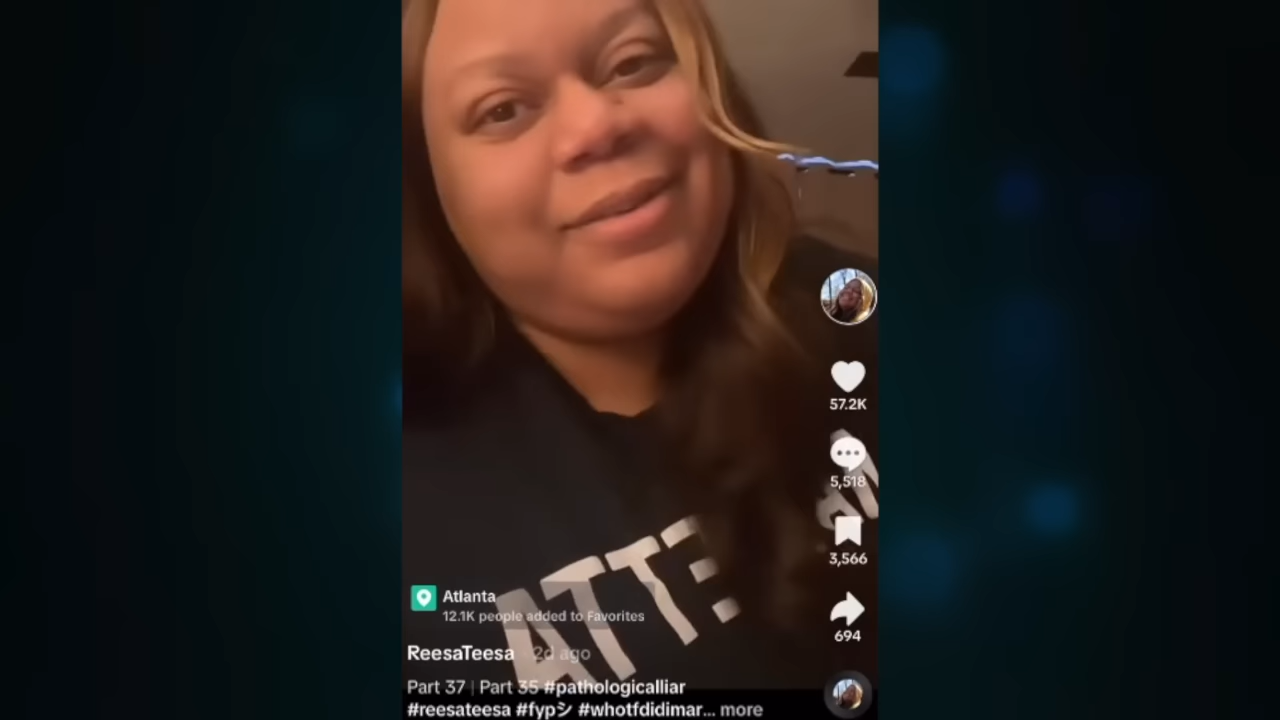 57.2K
5,518
3,566
694
ATTE
Atlanta
12.1K people added to Favorites
ReesaTeesa · 2d ago
Part 37 | Part 35 #pathologicalliar
#reesateesa #fypシ #whotfdidimar... more